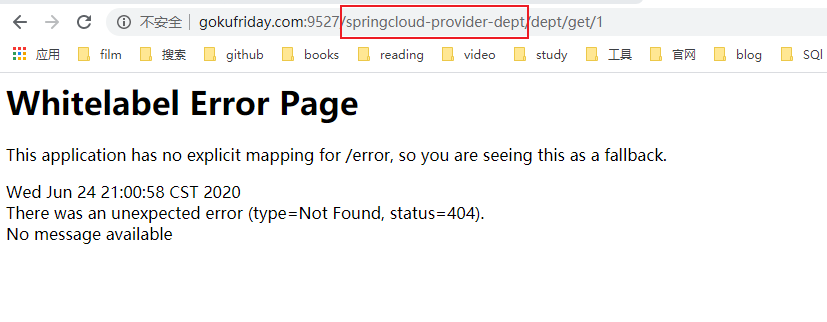 不安全 gokufriday.com:9527/springcloud-provider-dept/dept/get/1
应用 film 搜索 github books reading video study 工具 官网 blog SQl
Whitelabel Error Page
This application has no explicit mapping for /error, so you are seeing this as a fallback.
Wed Jun 24 21:00:58 CST 2020
There was an unexpected error (type=Not Found, status=404).
No message available